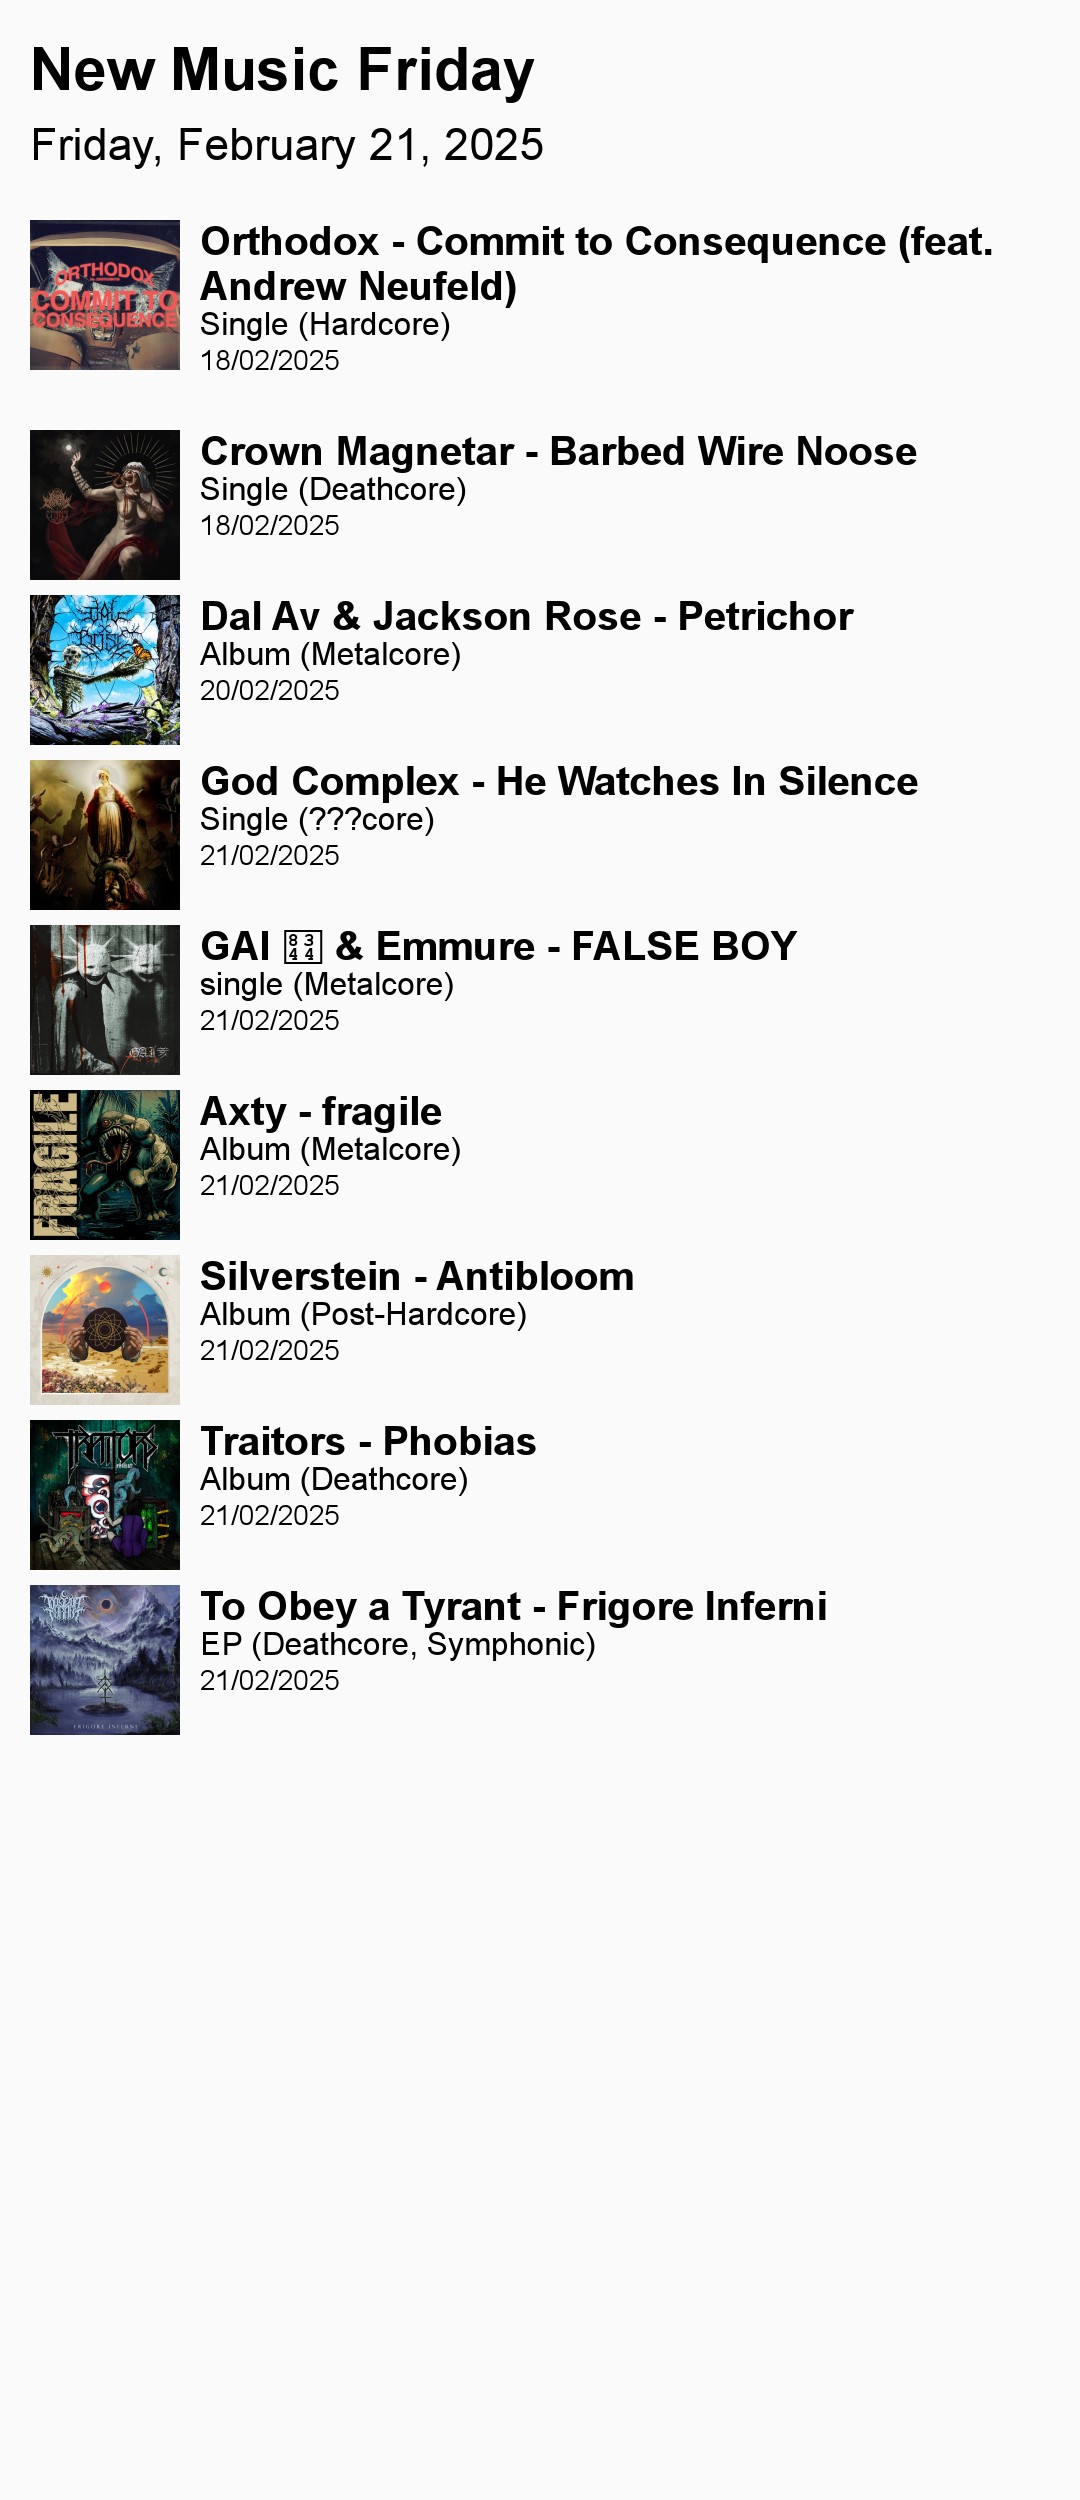 New Music Friday
Friday, February 21, 2025
ORTHODOX
COMMIT TO
CONSEQUENCE
Orthodox - Commit to Consequence (feat.
Andrew Neufeld)
Single (Hardcore)
18/02/2025
Crown Magnetar - Barbed Wire Noose
Single (Deathcore)
18/02/2025
Dal Av & Jackson Rose - Petrichor
Album (Metalcore)
20/02/2025
God Complex - He Watches In Silence
Single (???core)
21/02/2025
GAI & Emmure - FALSE BOY
single (Metalcore)
21/02/2025
FRAGILE
Axty - fragile
Album (Metalcore)
21/02/2025
Silverstein - Antibloom
Album (Post-Hardcore)
21/02/2025
TRAITORS
Traitors - Phobias
Album (Deathcore)
21/02/2025
FRIGORE INFERNI
To Obey a Tyrant - Frigore Inferni
EP (Deathcore, Symphonic)
21/02/2025